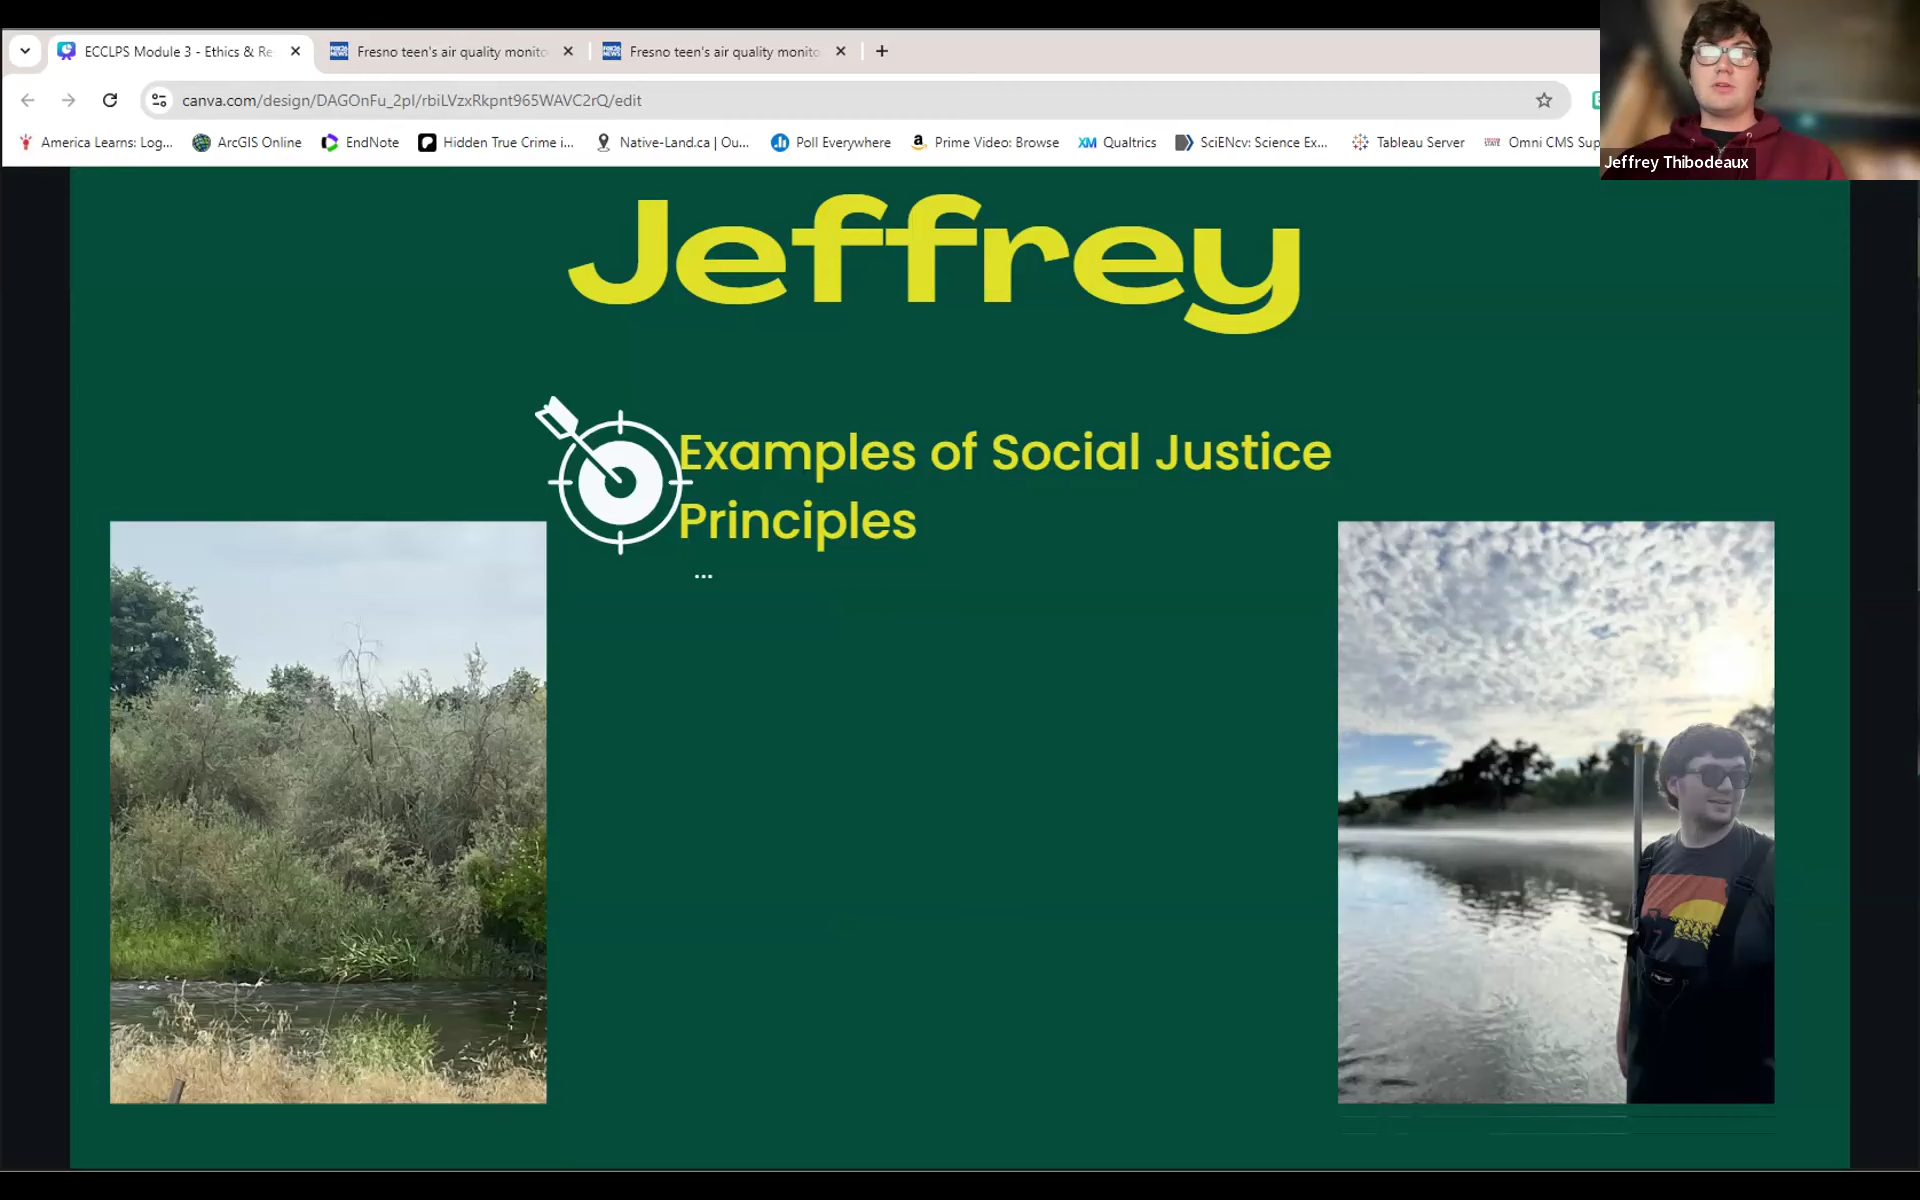 ECCLPS Module 3 - Ethics & Re
Fresno teen's air quality monito
Fresno teen's air quality monito
canva.com/design/DAGOnFu_2pI/rbiLVzxRkpnt965WAVC2rQ/edit
America Learns: Log...
ArcGIS Online
EndNote
Hidden True Crime i...
Native-Land.ca | Ou...
Poll Everywhere
Prime Video: Browse
XM Qualtrics
SciENcv: Science Ex...
Tableau Server
Omni CMS Sup
Jeffrey Thibodeaux
Jeffrey
Examples of Social Justice
Principles
...